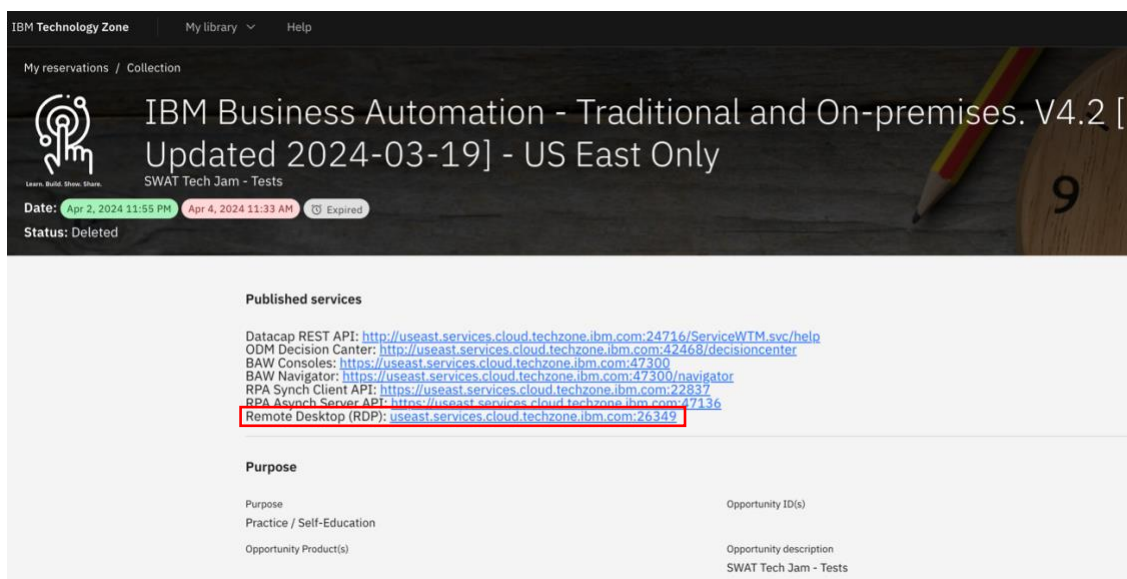 IBM Technology Zone My library Help
My reservations / Collection
IBM Business Automation - Traditional and On-premises. V4.2 [
Updated 2024-03-19] - US East Only
Learn. Build. Show. Share.
SWAT Tech Jam - Tests
Date: Apr 2, 2024 11:55 PM Apr 4, 2024 11:33 AM Expired
Status: Deleted
9
Published services
Datacap REST API: http://useast.services.cloud.techzone.ibm.com:24716/ServiceWTM.svc/help
ODM Decision Canter: http://useast.services.cloud.techzone.ibm.com:42468/decisioncenter
BAW Consoles: https://useast.services.cloud.techzone.ibm.com:47300
BAW Navigator: https://useast.services.cloud.techzone.ibm.com:47300/navigator
RPA Synch Client API: https://useast.services.cloud.techzone.ibm.com:22837
RPA Asynch Server API: https://useast.services.cloud.techzone.ibm.com:47136
Remote Desktop (RDP): useast.services.cloud.techzone.ibm.com:26349
Purpose
Purpose Opportunity ID(s)
Practice / Self-Education
Opportunity Product(s) Opportunity description
SWAT Tech Jam - Tests